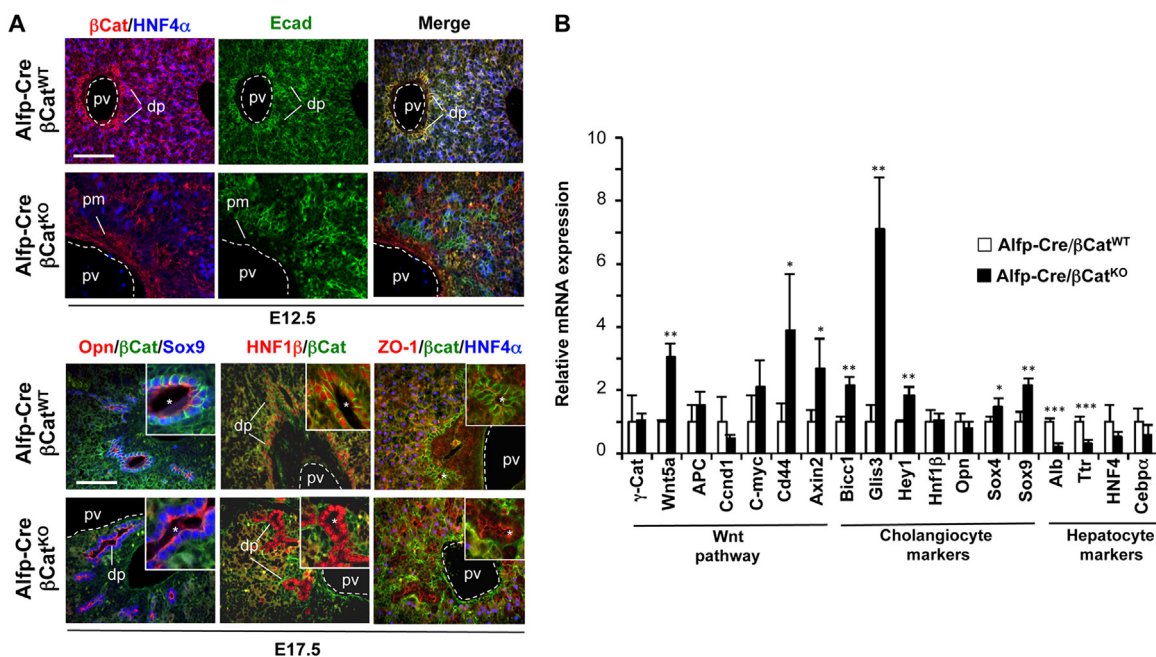 A
βCat/HNF4α
Ecad
Merge
Alfp-Cre
βCatWT
pv
dp
pv
dp
pv
dp
Alfp-Cre
βCatKO
pm
pv
pm
pv
pv
E12.5
Opn/βCat/Sox9
HNF1β/βCat
ZO-1/βcat/HNF4α
Alfp-Cre
βCatWT
*
dp
pv
*
*
*
pv
Alfp-Cre
βCatKO
pv
dp
*
dp
pv
*
pv
*
E17.5
B
Relative mRNA expression
10
8
6
4
2
0
**
*
*
**
**
**
*
**
***
***
Alfp-Cre/βCatWT
Alfp-Cre/βCatKO
γ-Cat
Wnt5a
APC
Ccnd1
C-myc
Cd44
Axin2
Bicc1
Glis3
Hey1
Hnf1β
Opn
Sox4
Sox9
Alb
Ttr
HNF4
Cebpα
Wnt
pathway
Cholangiocyte
markers
Hepatocyte
markers